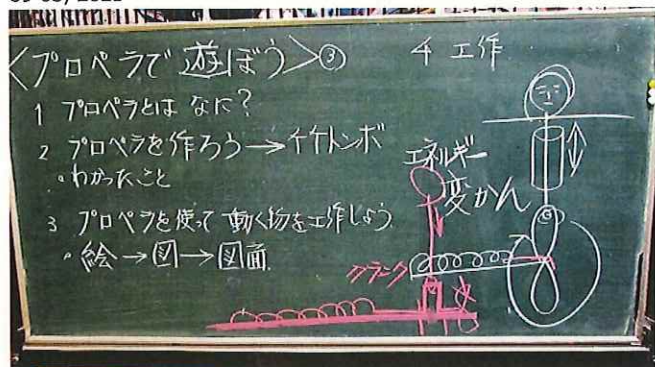 <プロペラで遊ぼう>③
1 プロペラとは なに?
2 プロペラを作ろう→イケトンボ
・わかったこと
3 プロペラを使って 動く物を工作しよう
・絵→図→図面
4 工作
エネルギー
変かん
クランク